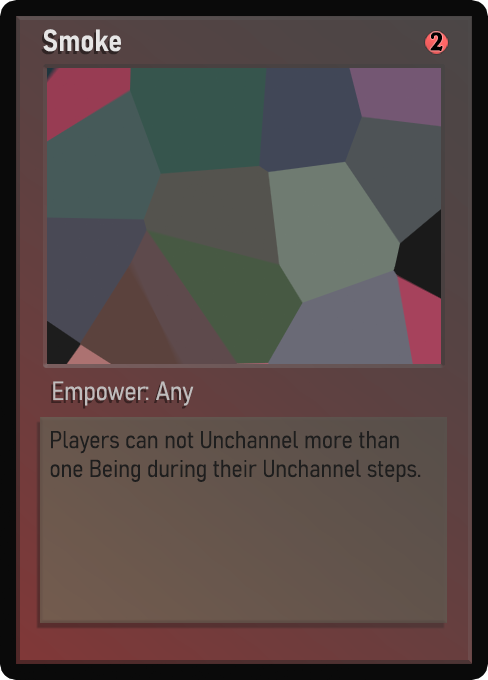 Smoke
2
Empower: Any
Players can not Unchannel more than
one Being during their Unchannel steps.